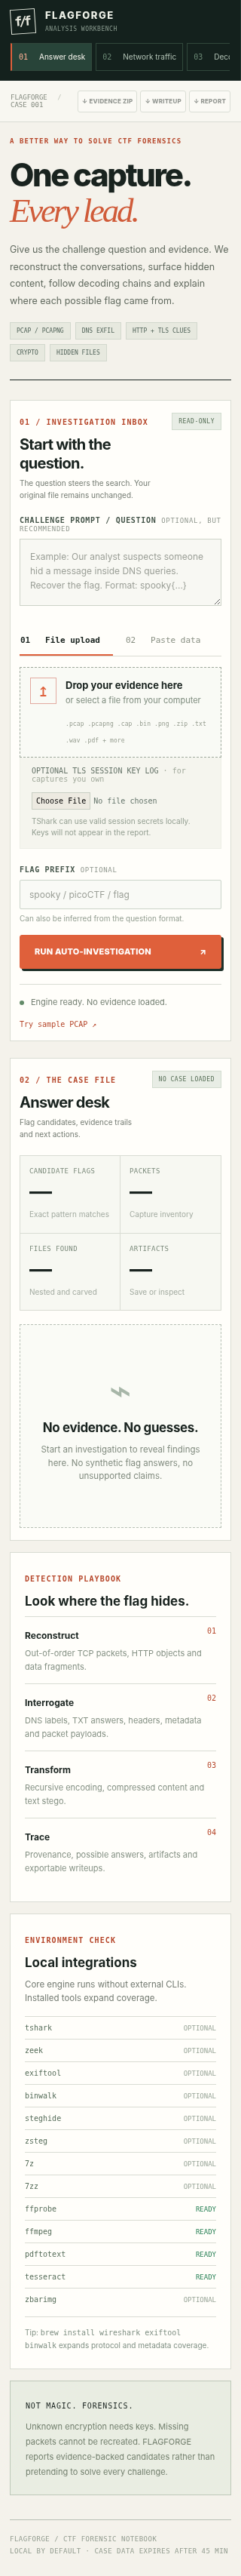 f/f
FLAGFORGE
ANALYSIS WORKBENCH
01 Answer desk
02 Network traffic
03
FLAGFORGE /
CASE 001
↓ EVIDENCE ZIP
↓ WRITEUP
↓ REPORT
A BETTER WAY TO SOLVE CTF FORENSICS
One capture.
Every lead.
Give us the challenge question and evidence. We
reconstruct the conversations, surface hidden
content, follow decoding chains and explain
where each possible flag came from.
PCAP / PCAPNG
DNS EXFIL
HTTP + TLS CLUES
CRYPTO
HIDDEN FILES
01 / INVESTIGATION INBOX
READ-ONLY
Start with the
question.
The question steers the search. Your
original file remains unchanged.
CHALLENGE PROMPT / QUESTION OPTIONAL, BUT
RECOMMENDED
Example: Our analyst suspects someone
hid a message inside DNS queries.
Recover the flag. Format: spooky{...}
01 File upload
02 Paste data
↥
Drop your evidence here
or select a file from your computer
.pcap .pcapng .cap .bin .png .zip .txt
.wav .pdf + more
OPTIONAL TLS SESSION KEY LOG · for
captures you own
Choose File No file chosen
TShark can use valid session secrets locally.
Keys will not appear in the report.
FLAG PREFIX OPTIONAL
spooky / picoCTF / flag
Can also be inferred from the question format.
RUN AUTO-INVESTIGATION ↗
Engine ready. No evidence loaded.
Try sample PCAP ↗
02 / THE CASE FILE
NO CASE LOADED
Answer desk
Flag candidates, evidence trails
and next actions.
CANDIDATE FLAGS
—
Exact pattern matches
PACKETS
—
Capture inventory
FILES FOUND
—
Nested and carved
ARTIFACTS
—
Save or inspect
No evidence. No guesses.
Start an investigation to reveal findings
here. No synthetic flag answers, no
unsupported claims.
DETECTION PLAYBOOK
Look where the flag hides.
Reconstruct 01
Out-of-order TCP packets, HTTP objects and
data fragments.
Interrogate 02
DNS labels, TXT answers, headers, metadata
and packet payloads.
Transform 03
Recursive encoding, compressed content and
text stego.
Trace 04
Provenance, possible answers, artifacts and
exportable writeups.
ENVIRONMENT CHECK
Local integrations
Core engine runs without external CLIs.
Installed tools expand coverage.
tshark OPTIONAL
zeek OPTIONAL
exiftool OPTIONAL
binwalk OPTIONAL
steghide OPTIONAL
zsteg OPTIONAL
7z OPTIONAL
7zz OPTIONAL
ffprobe READY
ffmpeg READY
pdftotext READY
tesseract READY
zbarimg OPTIONAL
Tip: brew install wireshark exiftool
binwalk expands protocol and metadata coverage.
NOT MAGIC. FORENSICS.
Unknown encryption needs keys. Missing
packets cannot be recreated. FLAGFORGE
reports evidence-backed candidates rather than
pretending to solve every challenge.
FLAGFORGE / CTF FORENSIC NOTEBOOK
LOCAL BY DEFAULT · CASE DATA EXPIRES AFTER 45 MIN